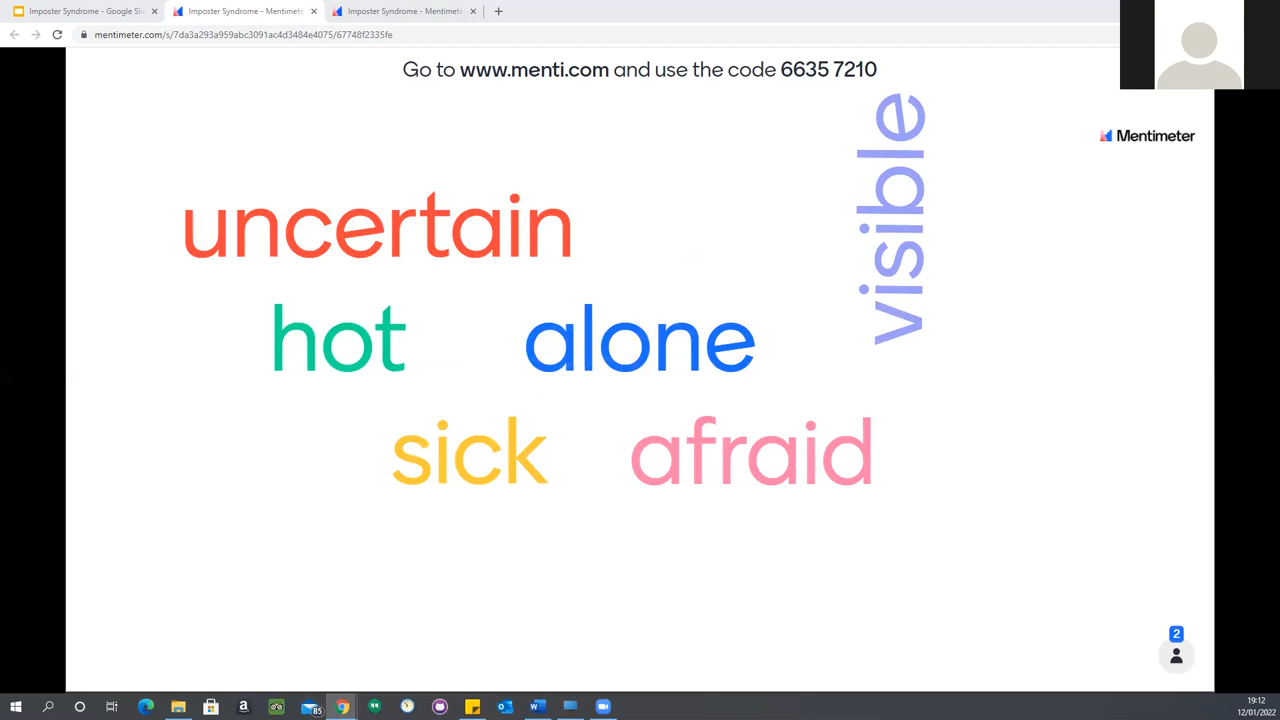 Imposter Syndrome - Google Sli
Imposter Syndrome - Mentimete
Imposter Syndrome - Mentimete
mentimeter.com/s/7da3a293a959abc3091ac4d3484e4075/67748f2335fe
Go to www.menti.com and use the code 6635 7210
Mentimeter
visible
uncertain
hot alone
sick afraid
2
85
19:12
12/01/2022